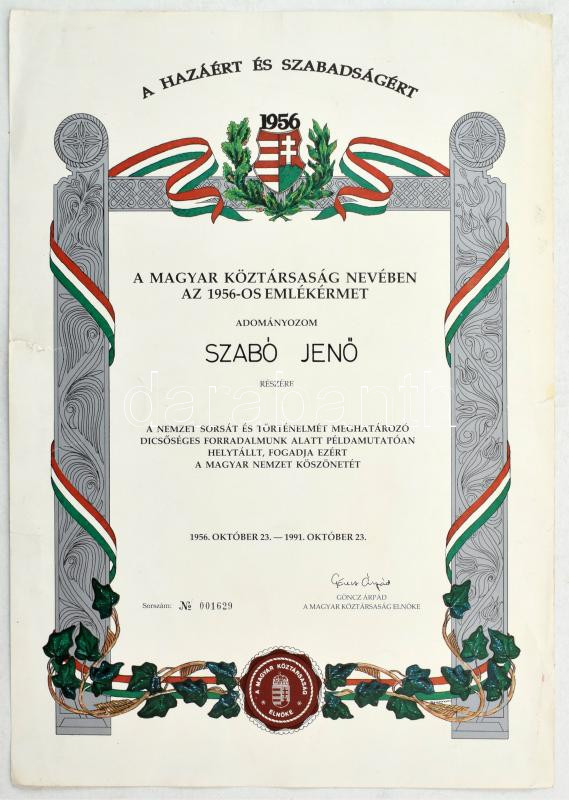 A HAZÁÉRT ÉS SZABADSÁGÉRT
1956
A MAGYAR KÖZTÁRSASÁG NEVÉBEN
AZ 1956-OS EMLÉKÉRMET
ADOMÁNYOZOM
SZABÓ JENŐ
RÉSZÉRE
darabanth
A NEMZET SORSÁT ÉS TÖRTÉNELMÉT MEGHATÁROZÓ
DICSŐSÉGES FORRADALMUNK ALATT PÉLDAMUTATÓAN
HELYTÁLLT, FOGADJA EZÉRT
A MAGYAR NEMZET KÖSZÖNETÉT
1956. OKTÓBER 23. — 1991. OKTÓBER 23.
Göncz Árpád
Sorszám: № 001629
GÖNCZ ÁRPÁD
A MAGYAR KÖZTÁRSASÁG ELNÖKE
A MAGYAR KÖZTÁRSASÁG
ELNÖKE